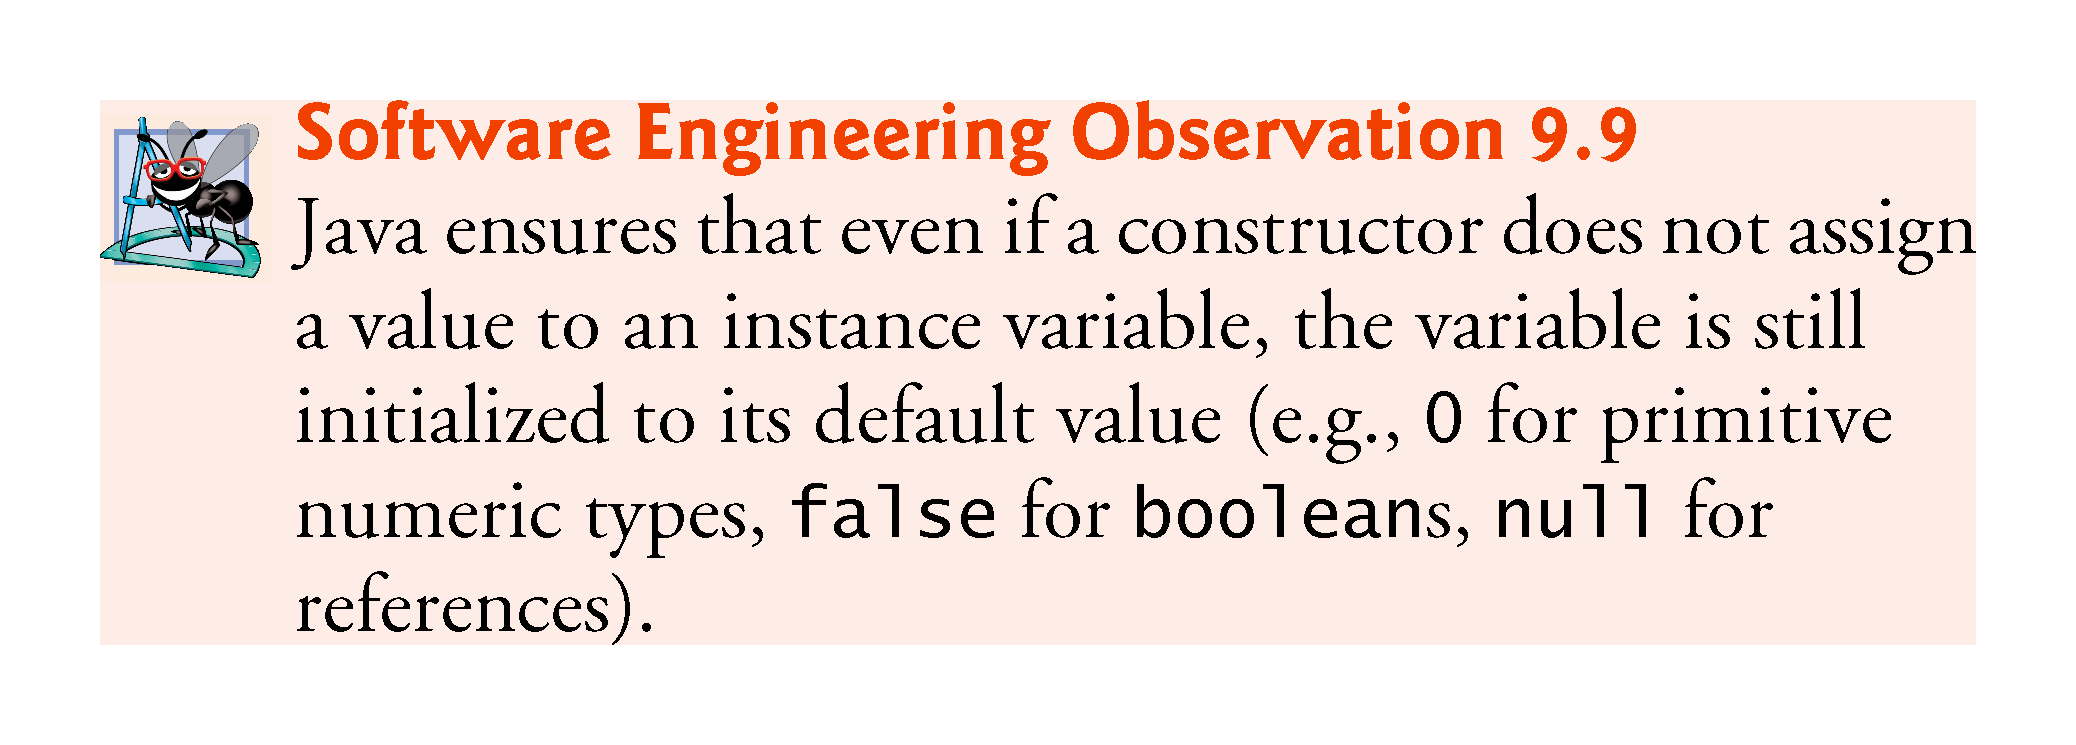 Software Engineering Observation 9.9
Java ensures that even if a constructor does not assign
a value to an instance variable, the variable is still
initialized to its default value (e.g., 0 for primitive
numeric types, false for booleans, null for
references).